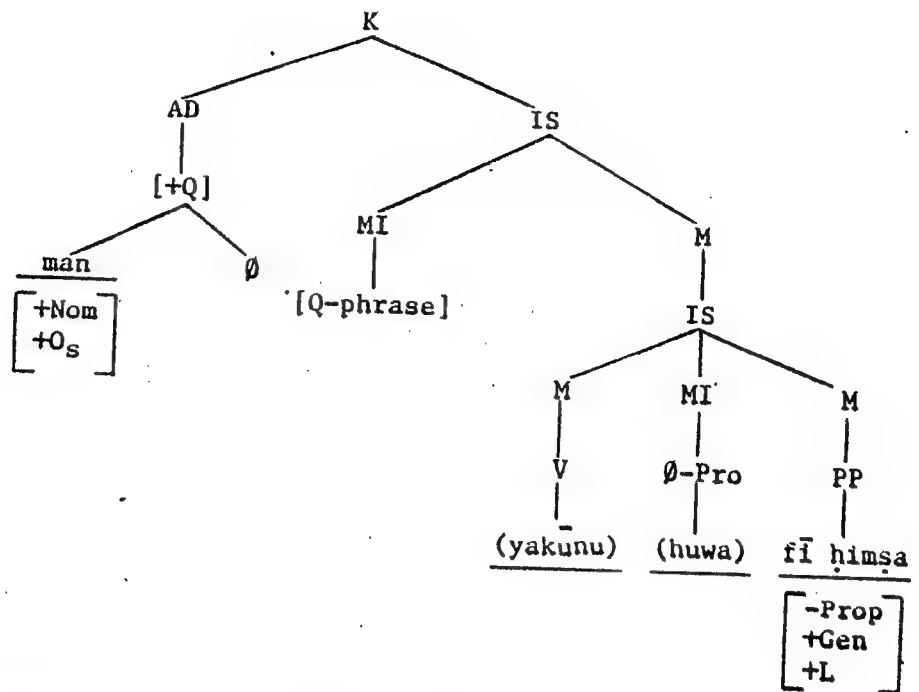 K
AD IS
[+Q]
MI M
man Ø
[Q-phrase]
[+Nom
+Os]
IS
M MI M
V Ø-Pro PP
(yakūnu) (huwa) fī ḥimṣa
[-Prop
+Gen
+L]